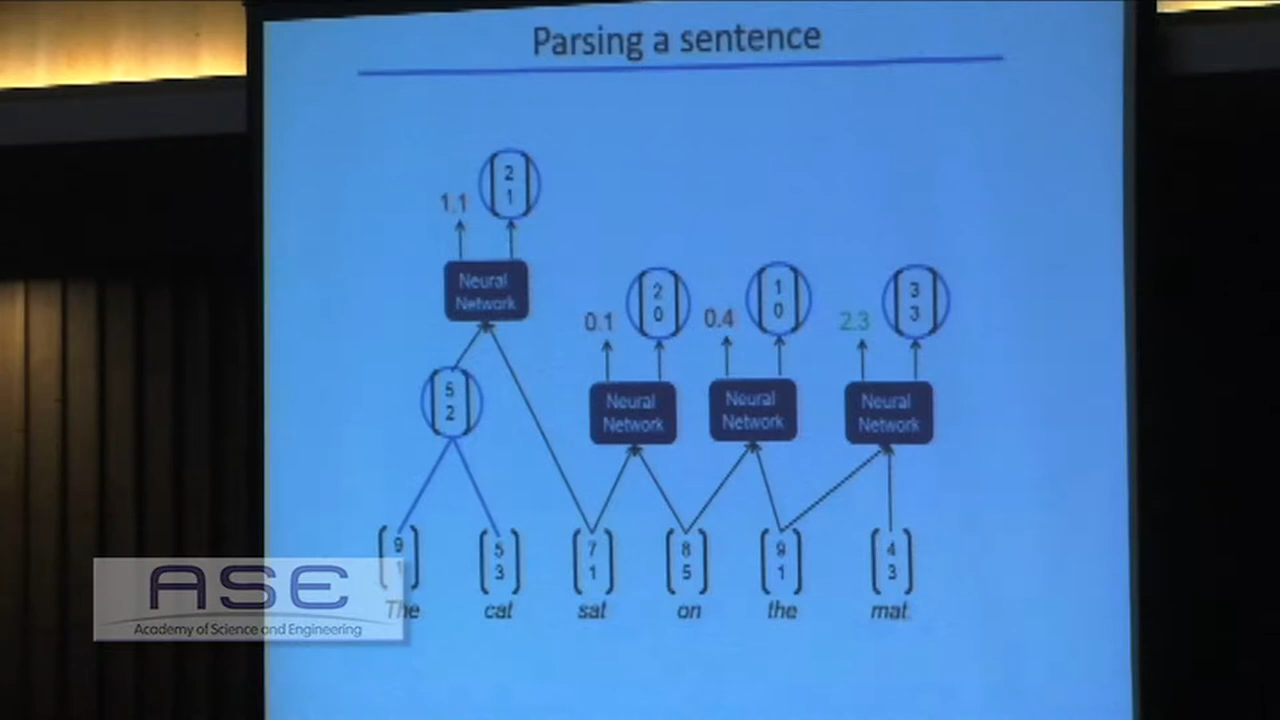 Parsing a sentence
2
1
1.1
Neural
Network
2
0
0.1
Neural
Network
1
0
0.4
Neural
Network
3
3
2.3
Neural
Network
5
2
9
1
5
3
7
1
8
5
9
1
4
3
The cat sat on the mat.
ASE
Academy of Science and Engineering